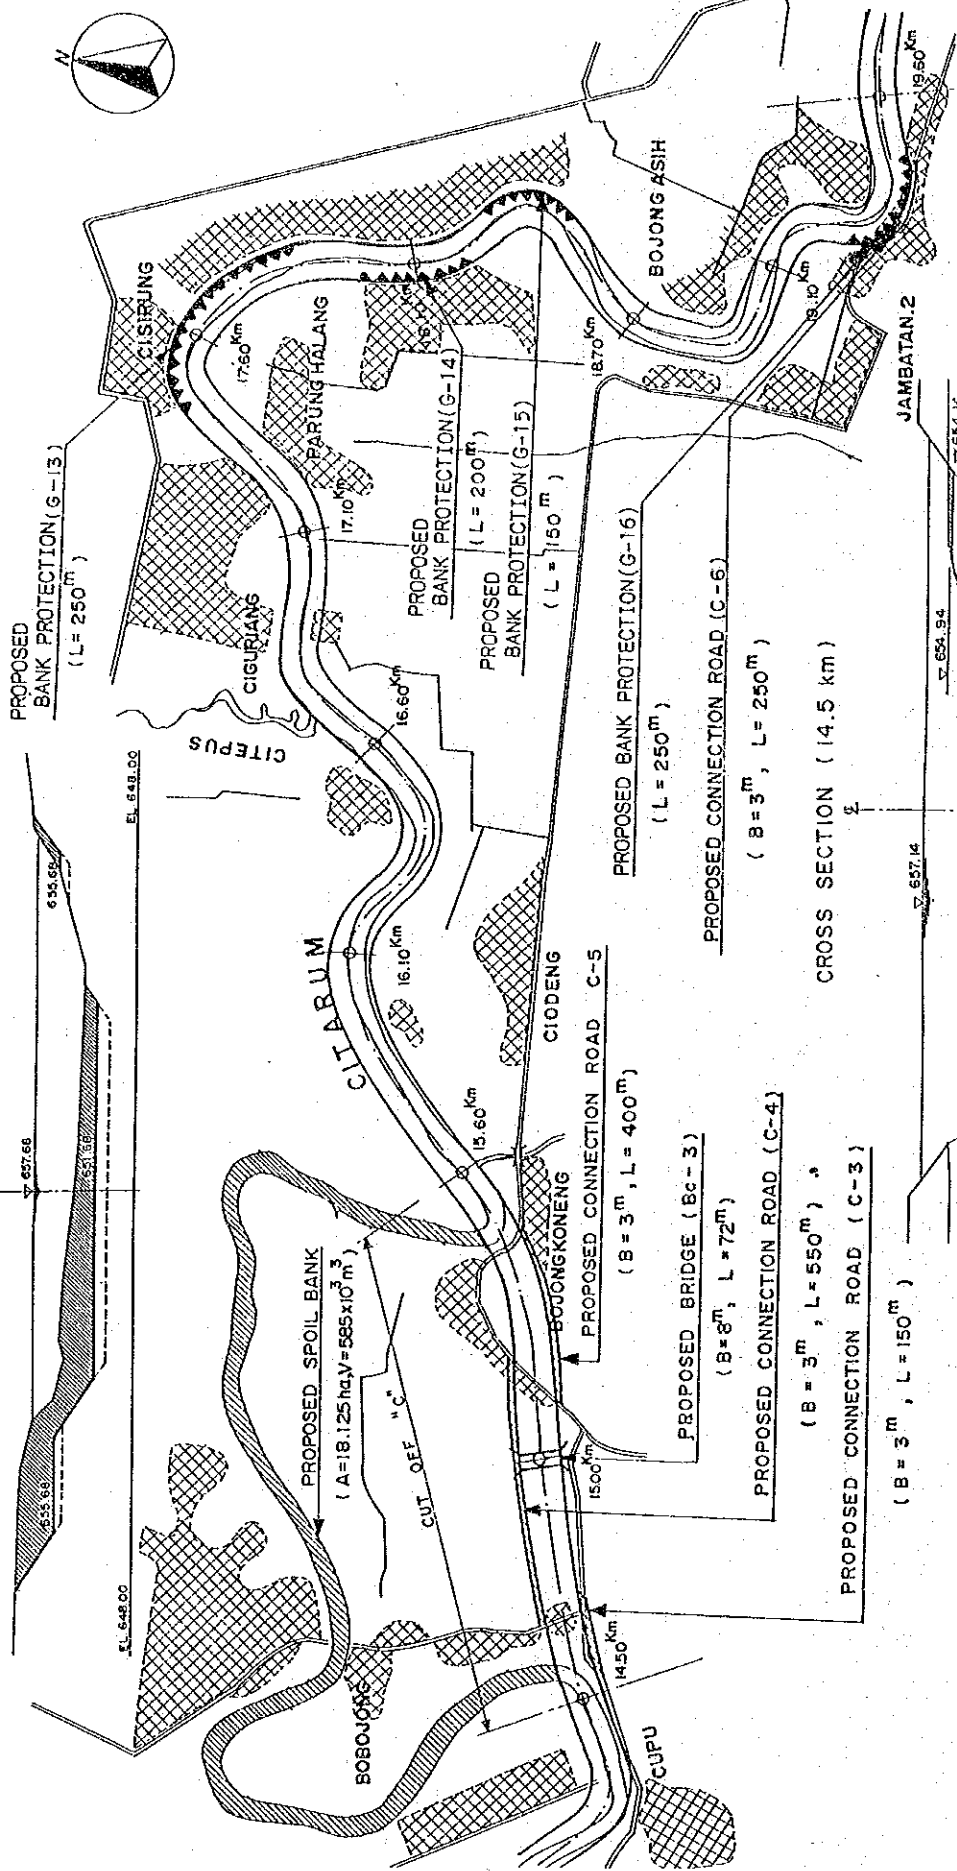 N
PROPOSED
BANK PROTECTION(G-13)
(L=250m)
CISIRUNG
17.60Km
PARUNG HALANG
17.10Km
CIGURIANG
CITEPUS
16.60Km
PROPOSED
BANK PROTECTION(G-14)
(L=200m)
PROPOSED
BANK PROTECTION(G-15)
(L=150m)
BOJONG ASIH
18.70Km
19.10Km
19.60Km
JAMBATAN.2
PROPOSED BANK PROTECTION(G-16)
(L=250m)
PROPOSED CONNECTION ROAD (C-6)
(B=3m, L=250m)
CITARUM
16.10Km
CIODENG
15.60Km
BOJONGKONENG
PROPOSED CONNECTION ROAD C-5
(B=3m, L=400m)
PROPOSED BRIDGE (Bc-3)
(B=8m, L=72m)
PROPOSED CONNECTION ROAD (C-4)
(B=3m, L=550m)
PROPOSED CONNECTION ROAD (C-3)
(B=3m, L=150m)
15.00Km
14.50Km
PROPOSED SPOIL BANK
(A=18.125ha,V=585x10³m³)
CUT OFF "C"
BOBOJONG
CUPU
657.68
655.68
651.68
655.68
EL.648.00
EL.648.00
CROSS SECTION (14.5 km)
657.14
654.94